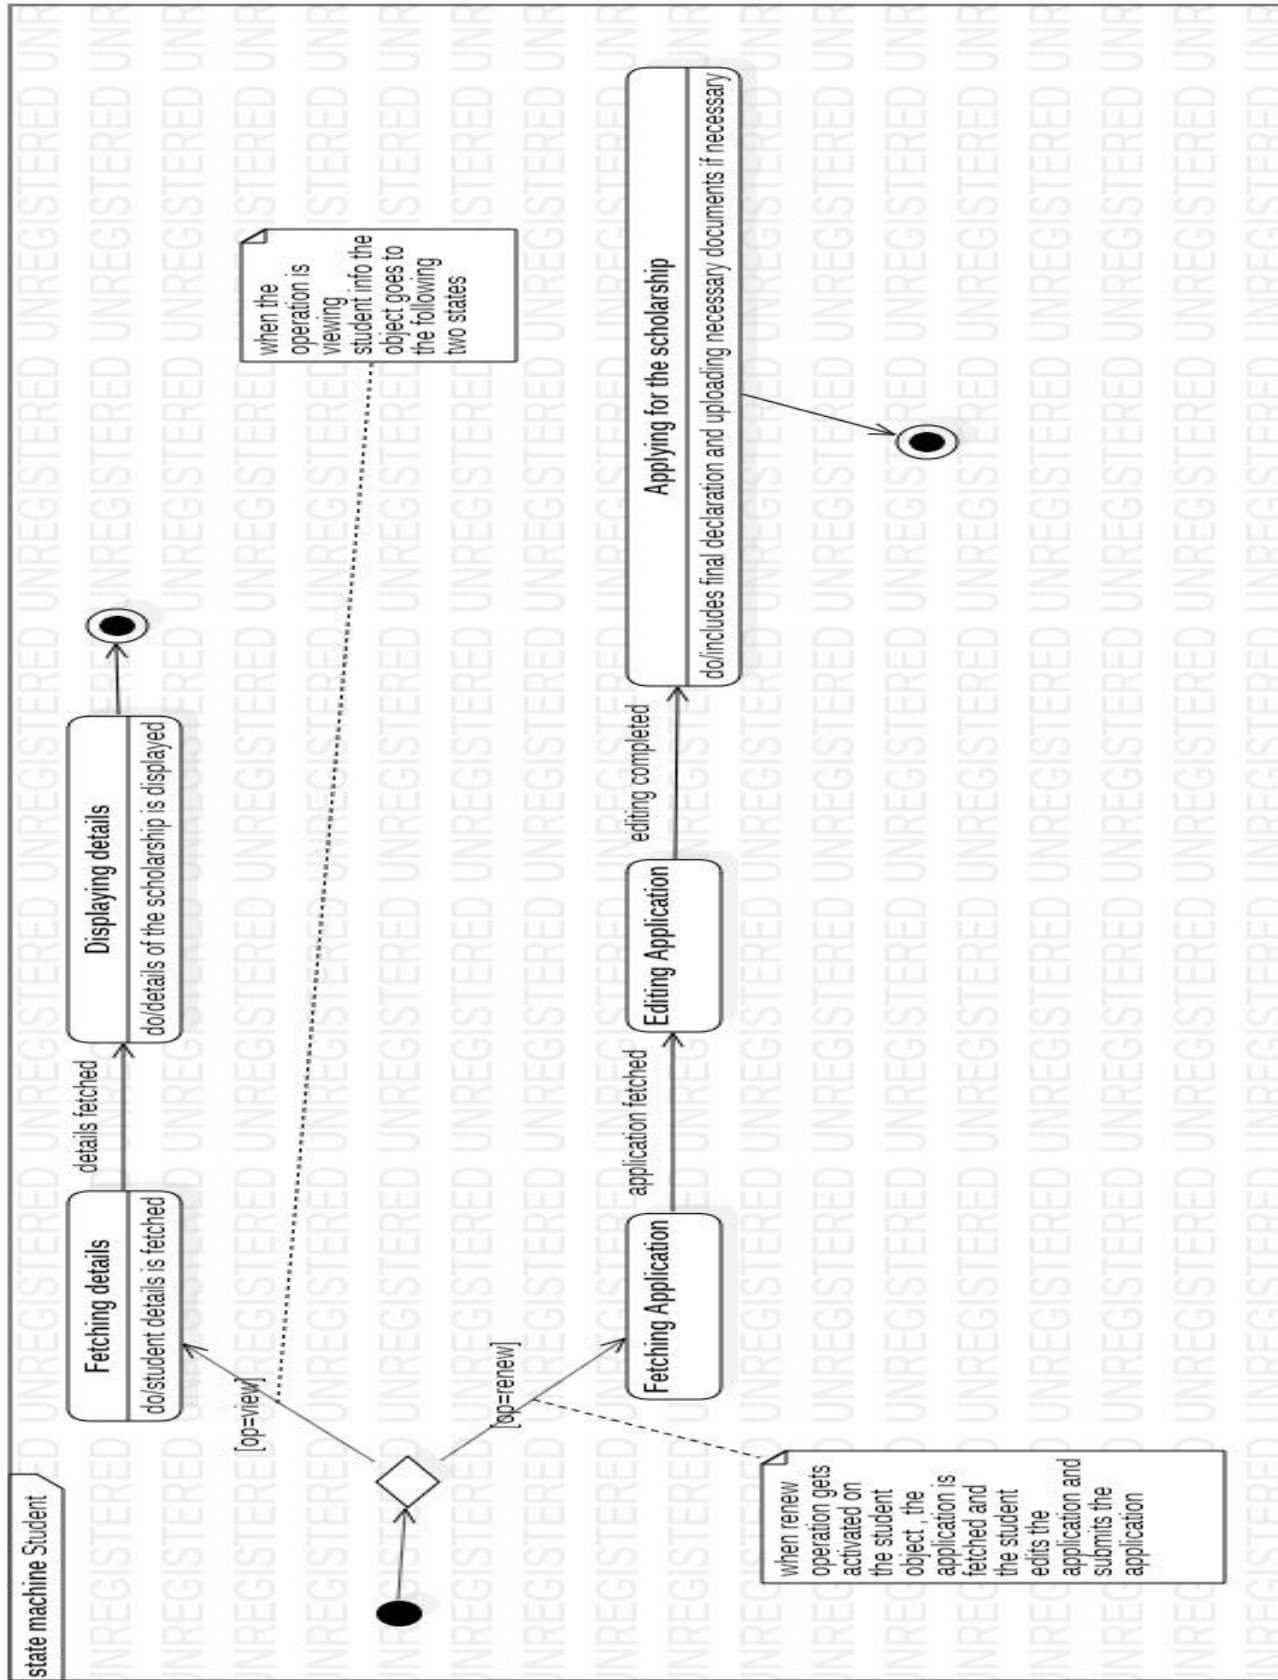 state machine Student
Fetching details
do/student details is fetched
details fetched
Displaying details
do/details of the scholarship is displayed
[op=view]
when the
operation is
viewing
student info the
object goes to
the following
two states
[op=renew]
Fetching Application
application fetched
Editing Application
editing completed
Applying for the scholarship
do/includes final declaration and uploading necessary documents if necessary
when renew
operation gets
activated on
the student
object , the
application is
fetched and
the student
edits the
application and
submits the
application
UNREGISTERED